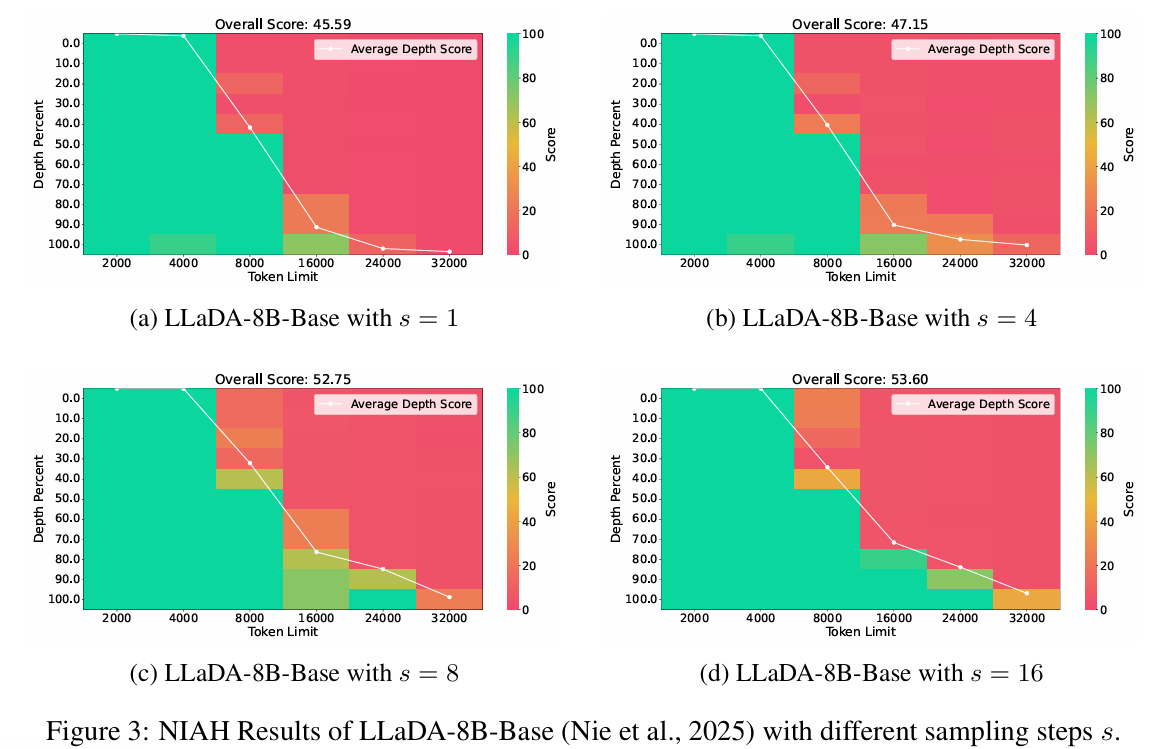 Overall Score: 45.59
Average Depth Score
0.0
10.0
20.0
30.0
40.0
50.0
60.0
70.0
80.0
90.0
100.0
Depth Percent
2000 4000 8000 16000 24000 32000
Token Limit
100
80
60
40
20
0
Score
(a) LLaDA-8B-Base with s = 1
Overall Score: 47.15
Average Depth Score
0.0
10.0
20.0
30.0
40.0
50.0
60.0
70.0
80.0
90.0
100.0
Depth Percent
2000 4000 8000 16000 24000 32000
Token Limit
100
80
60
40
20
0
Score
(b) LLaDA-8B-Base with s = 4
Overall Score: 52.75
Average Depth Score
0.0
10.0
20.0
30.0
40.0
50.0
60.0
70.0
80.0
90.0
100.0
Depth Percent
2000 4000 8000 16000 24000 32000
Token Limit
100
80
60
40
20
0
Score
(c) LLaDA-8B-Base with s = 8
Overall Score: 53.60
Average Depth Score
0.0
10.0
20.0
30.0
40.0
50.0
60.0
70.0
80.0
90.0
100.0
Depth Percent
2000 4000 8000 16000 24000 32000
Token Limit
100
80
60
40
20
0
Score
(d) LLaDA-8B-Base with s = 16
Figure 3: NIAH Results of LLaDA-8B-Base (Nie et al., 2025) with different sampling steps s.